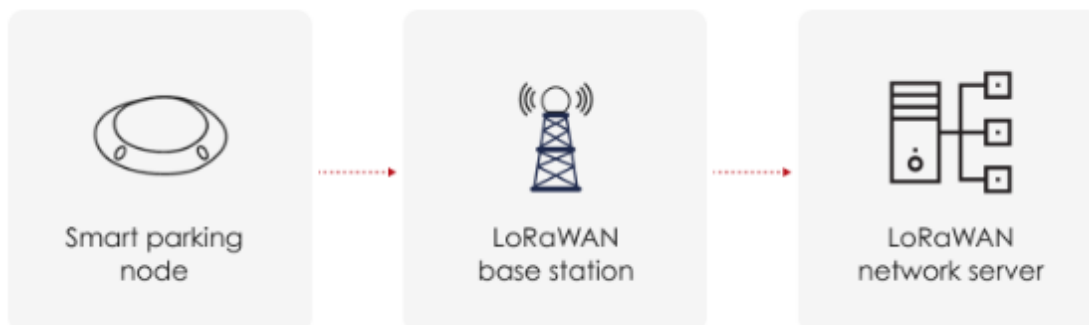 Smart parking
node
LoRaWAN
base station
LoRaWAN
network server